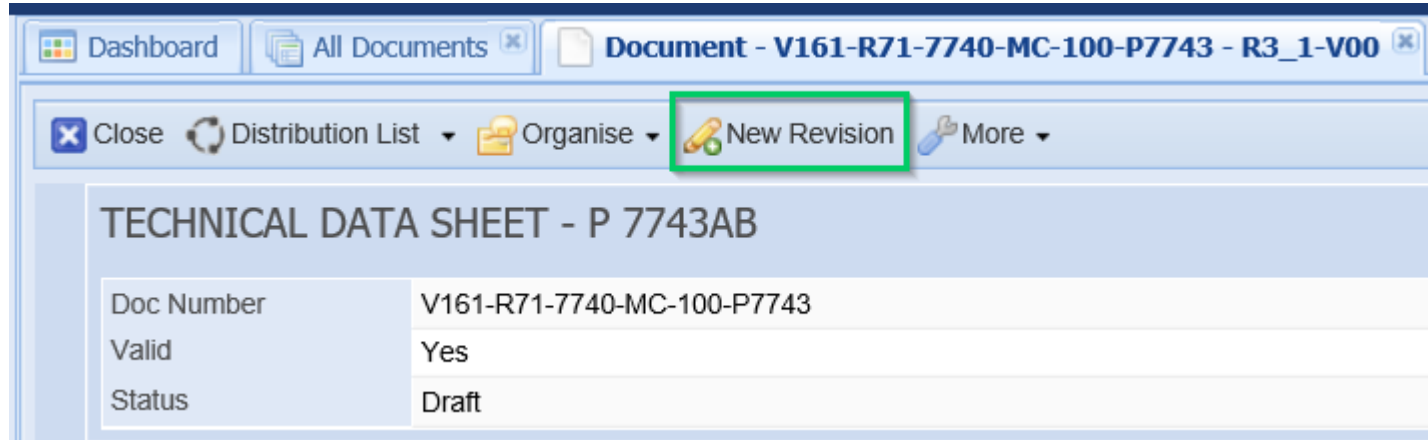 Dashboard All Documents Document - V161-R71-7740-MC-100-P7743 - R3_1-V00
Close Distribution List Organise New Revision More
TECHNICAL DATA SHEET - P 7743AB
Doc Number V161-R71-7740-MC-100-P7743
Valid Yes
Status Draft